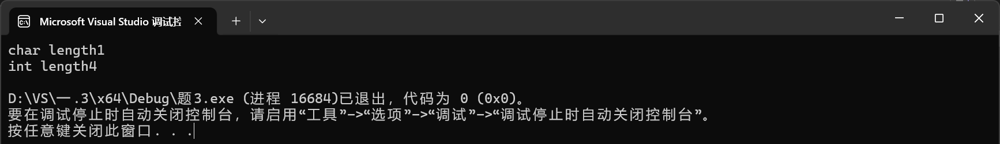 Microsoft Visual Studio 调试控
char length1
int length4
D:\VS\一.3\x64\Debug\题3.exe (进程 16684)已退出，代码为 0 (0x0)。
要在调试停止时自动关闭控制台，请启用“工具”->“选项”->“调试”->“调试停止时自动关闭控制台”。
按任意键关闭此窗口. . .